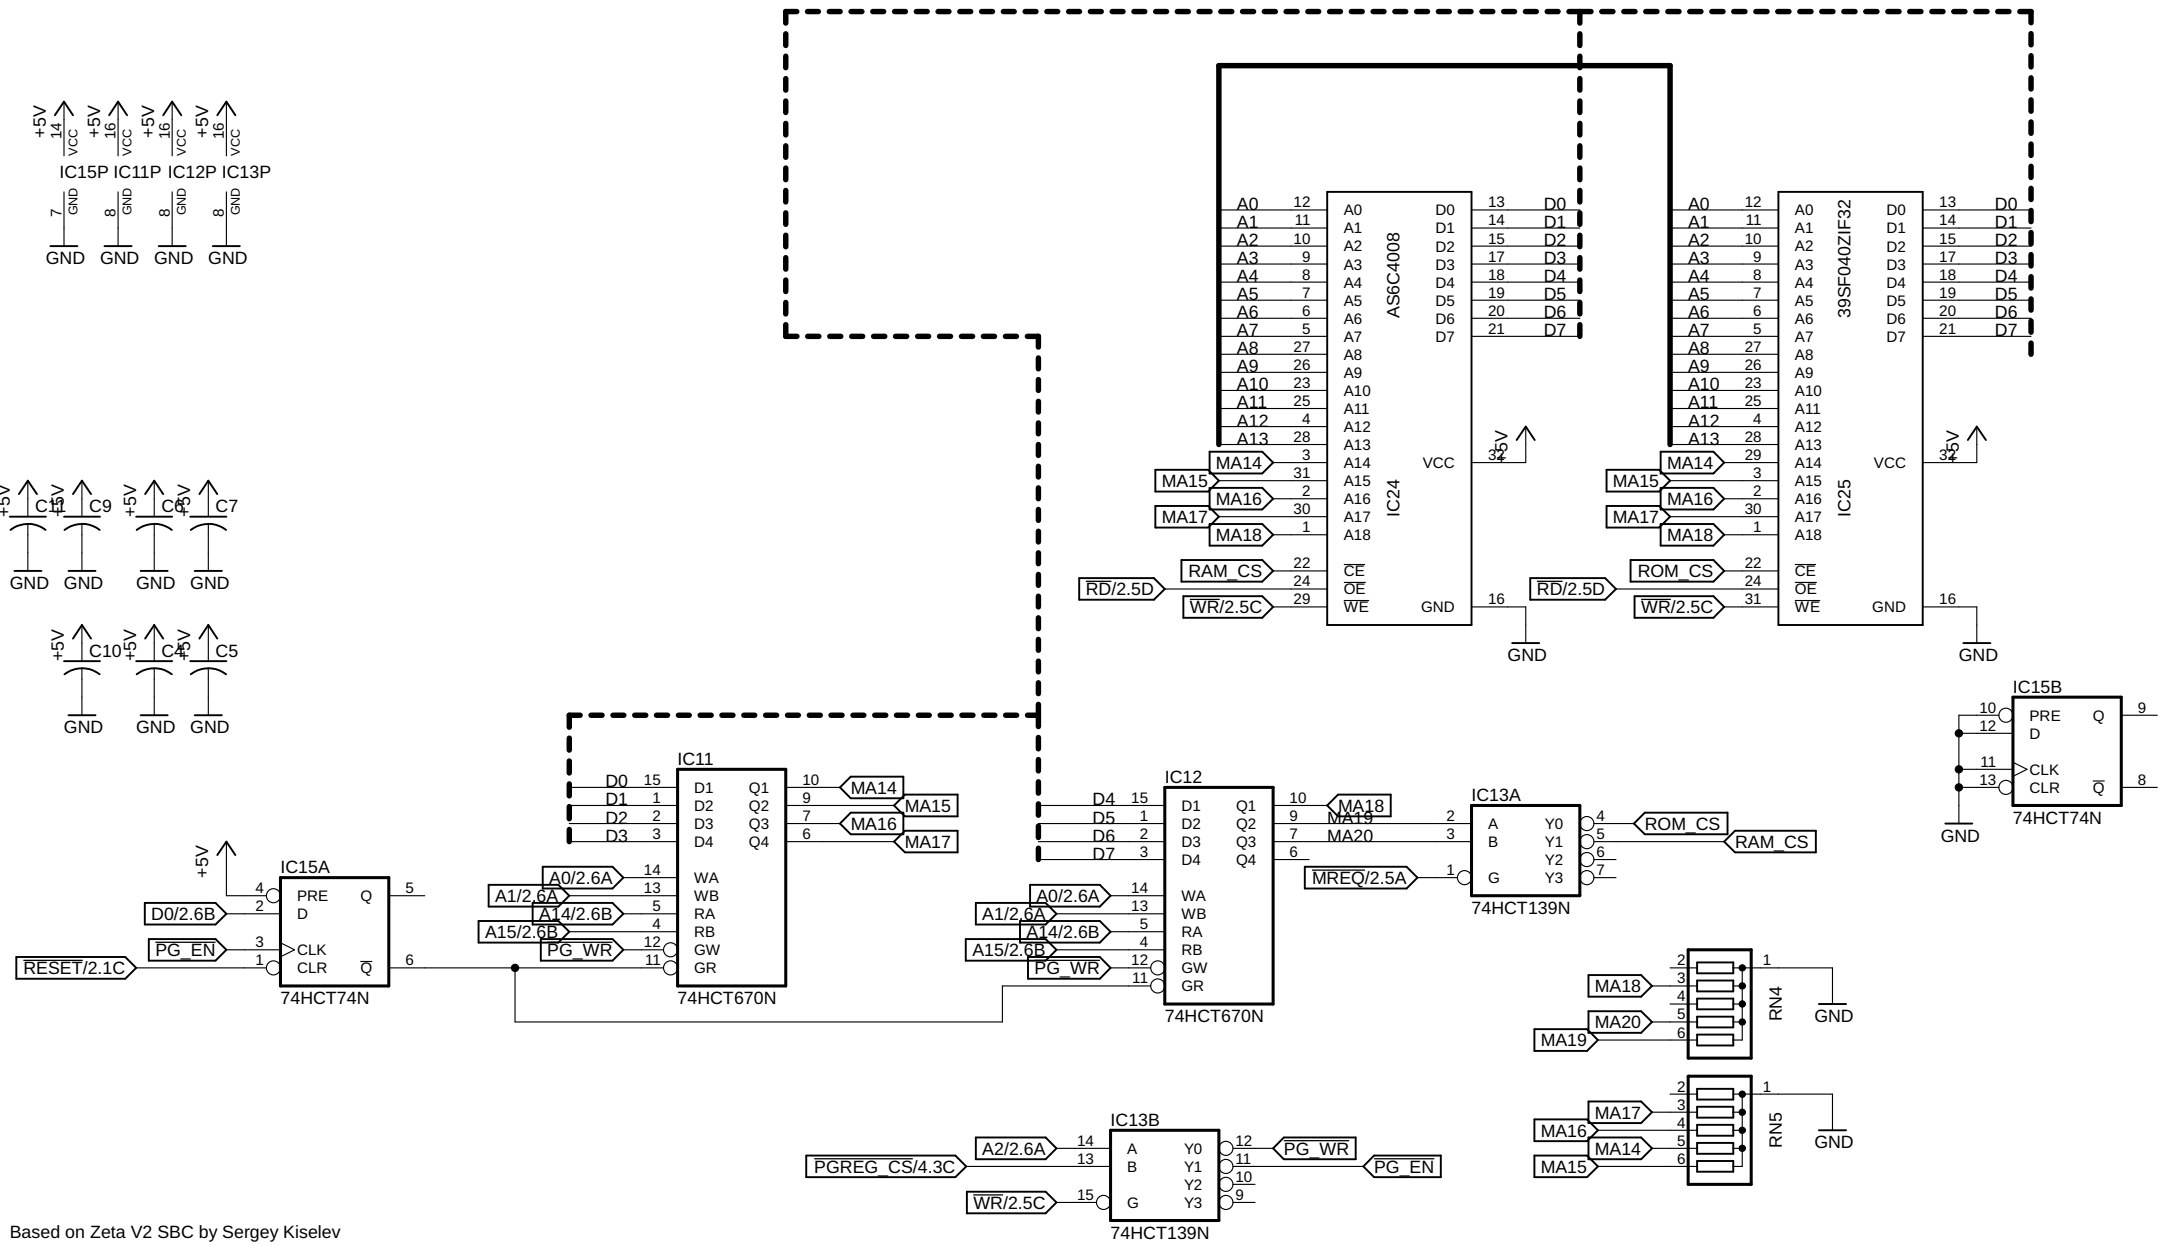 +5V +5V +5V +5V
14 16 16 16
VCC VCC VCC VCC
IC15P IC11P IC12P IC13P
7 8 8 8
GND GND GND GND
GND GND GND GND
A0 12 A0 D0 13 D0
A1 11 A1 D1 14 D1
A2 10 A2 D2 15 D2
A3 9 A3 D3 17 D3
A4 8 A4 D4 18 D4
A5 7 A5 D5 19 D5
A6 6 A6 D6 20 D6
A7 5 A7 D7 21 D7
A8 27 A8
A9 26 A9
A10 23 A10
A11 25 A11
A12 4 A12
A13 28 A13
MA14 3 A14 VCC 32 +5V
MA15 31 A15
MA16 2 A16
MA17 30 A17
MA18 1 A18
RAM_CS 22 CE
RD/2.5D 24 OE
WR/2.5C 29 WE GND 16
GND
AS6C4008
IC24
A0 12 A0 D0 13 D0
A1 11 A1 D1 14 D1
A2 10 A2 D2 15 D2
A3 9 A3 D3 17 D3
A4 8 A4 D4 18 D4
A5 7 A5 D5 19 D5
A6 6 A6 D6 20 D6
A7 5 A7 D7 21 D7
A8 27 A8
A9 26 A9
A10 23 A10
A11 25 A11
A12 4 A12
A13 28 A13
MA14 29 A14 VCC 32 +5V
MA15 3 A15
MA16 2 A16
MA17 30 A17
MA18 1 A18
ROM_CS 22 CE
RD/2.5D 24 OE
WR/2.5C 31 WE GND 16
GND
39SF040ZIF32
IC25
+5V +5V +5V +5V
C11 C9 C6 C7
GND GND GND GND
+5V +5V +5V
C10 C4 C5
GND GND GND
IC15B
10 PRE Q 9
12 D
11 CLK
13 CLR Q 8
74HCT74N
GND
IC11
D0 15 D1 Q1 10 MA14
D1 1 D2 Q2 9 MA15
D2 2 D3 Q3 7 MA16
D3 3 D4 Q4 6 MA17
A0/2.6A 14 WA
A1/2.6A 13 WB
A14/2.6B 5 RA
A15/2.6B 4 RB
PG_WR 12 GW
11 GR
74HCT670N
IC12
D4 15 D1 Q1 10 MA18
D5 1 D2 Q2 9 MA19
D6 2 D3 Q3 7 MA20
D7 3 D4 Q4 6
A0/2.6A 14 WA
A1/2.6A 13 WB
A14/2.6B 5 RA
A15/2.6B 4 RB
PG_WR 12 GW
11 GR
74HCT670N
IC13A
2 A Y0 4 ROM_CS
3 B Y1 5 RAM_CS
Y2 6
MREQ/2.5A 1 G Y3 7
74HCT139N
+5V
IC15A
4 PRE Q 5
D0/2.6B 2 D
PG_EN 3 CLK
RESET/2.1C 1 CLR Q 6
74HCT74N
2 1
MA18 3
4
MA20 5
MA19 6
RN4
GND
2 1
MA17 3
MA16 4
MA14 5
MA15 6
RN5
GND
IC13B
A2/2.6A 14 A Y0 12 PG_WR
PGREG_CS/4.3C 13 B Y1 11 PG_EN
Y2 10
WR/2.5C 15 G Y3 9
74HCT139N
Based on Zeta V2 SBC by Sergey Kiselev